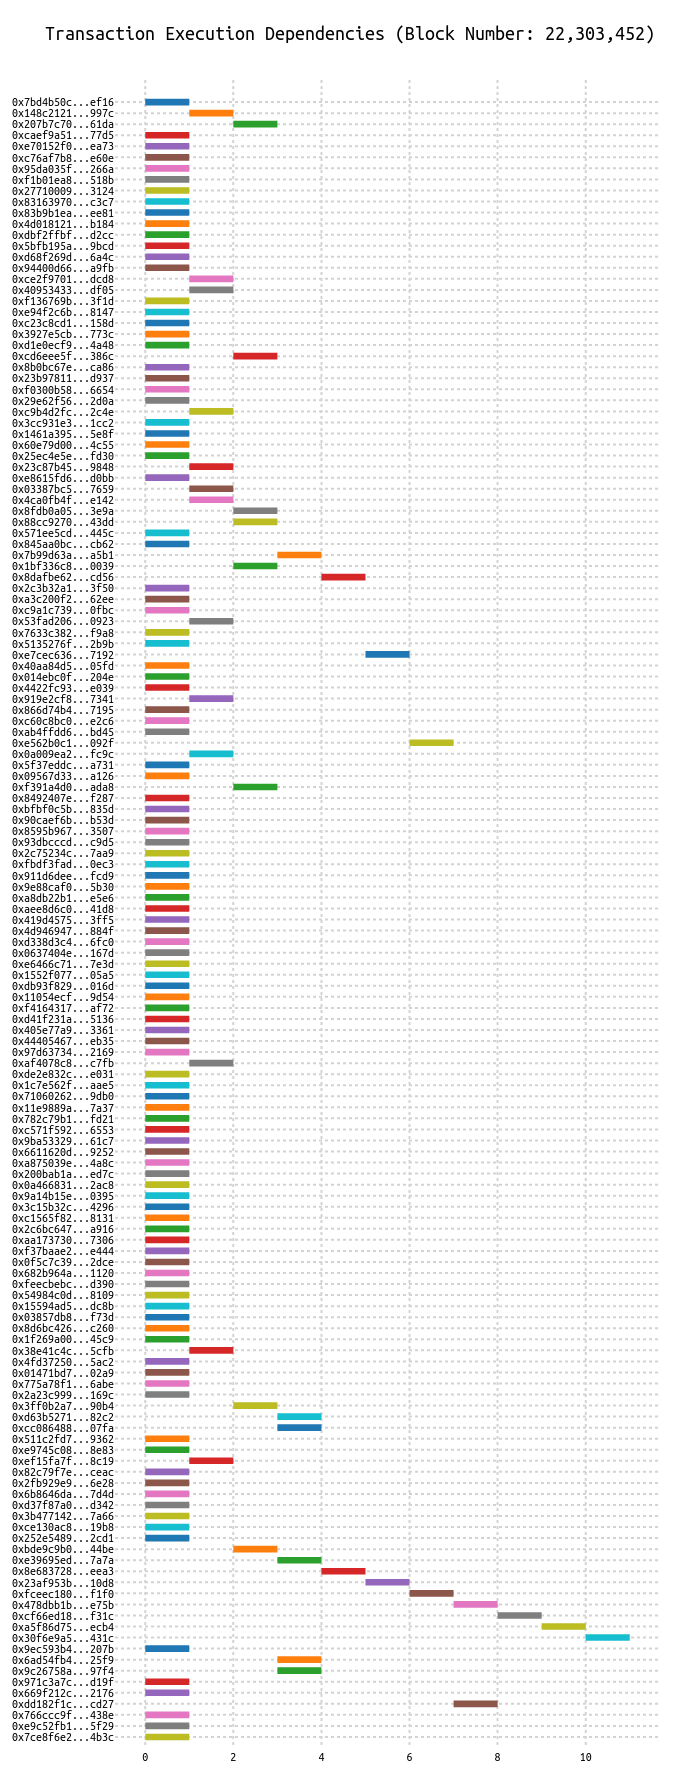 Transaction Execution Dependencies (Block Number: 22,303,452)
0x7bd4b50c...ef16
0x148c2121...997c
0x207b7c70...61da
0xcaef9a51...77d5
0xe70152f0...ea73
0xc76af7b8...e60e
0x95da035f...266a
0xf1b01ea8...518b
0x27710009...3124
0x83163970...c3c7
0x83b9b1ea...ee81
0x4d018121...b184
0xdbf2ffbf...d2cc
0x5bfb195a...9bcd
0xd68f269d...6a4c
0x94400d66...a9fb
0xce2f9701...dcd8
0x40953433...df05
0xf136769b...3f1d
0xe94f2c6b...8147
0xc23c8cd1...158d
0x3927e5cb...773c
0xd1e0ecf9...4a48
0xcd6eee5f...386c
0x8b0bc67e...ca86
0x23b97811...d937
0xf0300b58...6654
0x29e62f56...2d0a
0xc9b4d2fc...2c4e
0x3cc931e3...1cc2
0x1461a395...5e8f
0x60e79d00...4c55
0x25ec4e5e...fd30
0x23c87b45...9848
0xe8615fd6...d0bb
0x03387bc5...7659
0x4ca0fb4f...e142
0x8fdb0a05...3e9a
0x88cc9270...43dd
0x571ee5cd...445c
0x845aa0bc...cb62
0x7b99d63a...a5b1
0x1bf336c8...0039
0x8dafbe62...cd56
0x2c3b32a1...3f50
0xa3c200f2...62ee
0xc9a1c739...0fbc
0x53fad206...0923
0x7633c382...f9a8
0x5135276f...2b9b
0xe7cec636...7192
0x40aa84d5...05fd
0x014ebc0f...204e
0x4422fc93...e039
0x919e2cf8...7341
0x866d74b4...7195
0xc60c8bc0...e2c6
0xab4ffdd6...bd45
0xe562b0c1...092f
0x0a009ea2...fc9c
0x5f37eddc...a731
0x09567d33...a126
0xf391a4d0...ada8
0x8492407e...f287
0xbfbf0c5b...835d
0x90caef6b...b53d
0x8595b967...3507
0x93dbcccd...c9d5
0x2c75234c...7aa9
0xfbdf3fad...0ec3
0x911d6dee...fcd9
0x9e88caf0...5b30
0xa8db22b1...e5e6
0xaee8d6c0...41d8
0x419d4575...3ff5
0x4d946947...884f
0xd338d3c4...6fc0
0x0637404e...167d
0xe6466c71...7e3d
0x1552f077...05a5
0xdb93f829...016d
0x11054ecf...9d54
0xf4164317...af72
0xd41f231a...5136
0x405e77a9...3361
0x44405467...eb35
0x97d63734...2169
0xaf4078c8...c7fb
0xde2e832c...e031
0x1c7e562f...aae5
0x71060262...9db0
0x11e9889a...7a37
0x782c79b1...fd21
0xc571f592...6553
0x9ba53329...61c7
0x6611620d...9252
0xa875039e...4a8c
0x200bab1a...ed7c
0x0a466831...2ac8
0x9a14b15e...0395
0x3c15b32c...4296
0xc1565f82...8131
0x2c6bc647...a916
0xaa173730...7306
0xf37baae2...e444
0x0f5c7c39...2dce
0x682b964a...1120
0xfeecbebc...d390
0x54984c0d...8109
0x15594ad5...dc8b
0x03857db8...f73d
0x8d6bc426...c260
0x1f269a00...45c9
0x38e41c4c...5cfb
0x4fd37250...5ac2
0x01471bd7...02a9
0x775a78f1...6abe
0x2a23c999...169c
0x3ff0b2a7...90b4
0xd63b5271...82c2
0xcc086488...07fa
0x511c2fd7...9362
0xe9745c08...8e83
0xef15fa7f...8c19
0x82c79f7e...ceac
0x2fb929e9...6e28
0x6b8646da...7d4d
0xd37f87a0...d342
0x3b477142...7a66
0xce130ac8...19b8
0x252e5489...2cd1
0xbde9c9b0...44be
0xe39695ed...7a7a
0x8e683728...eea3
0x23af953b...10d8
0xfceec180...f1f0
0x478dbb1b...e75b
0xcf66ed18...f31c
0xa5f86d75...ecb4
0x30f6e9a5...431c
0x9ec593b4...207b
0x6ad54fb4...25f9
0x9c26758a...97f4
0x971c3a7c...d19f
0x669f212c...2176
0xdd182f1c...cd27
0x766ccc9f...438e
0xe9c52fb1...5f29
0x7ce8f6e2...4b3c
0 2 4 6 8 10